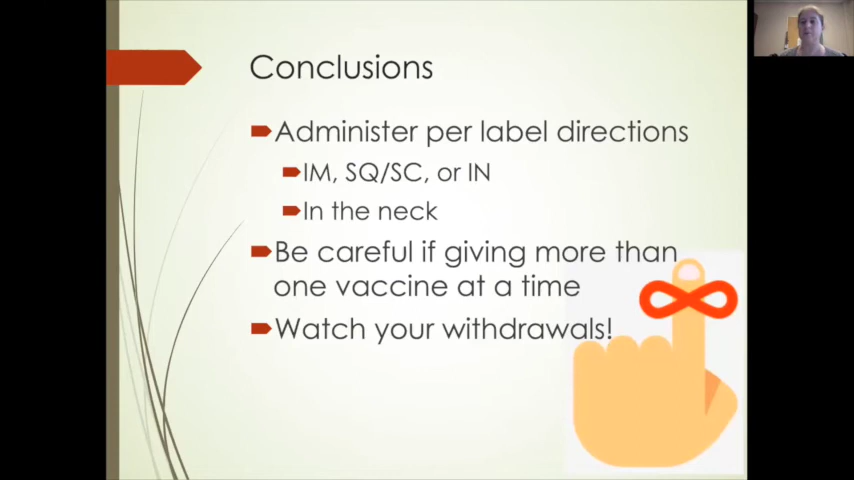 Conclusions
Administer per label directions
IM, SQ/SC, or IN
In the neck
Be careful if giving more than
one vaccine at a time
Watch your withdrawals!